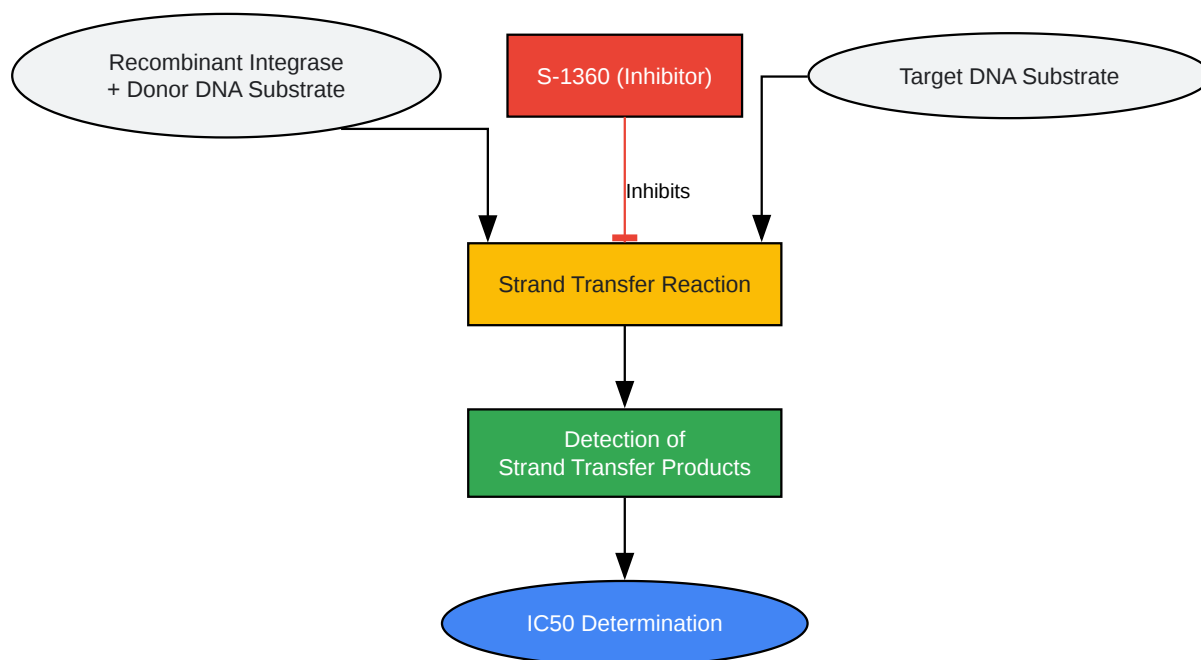 Recombinant Integrase
+ Donor DNA Substrate
S-1360 (Inhibitor)
Target DNA Substrate
Inhibits
Strand Transfer Reaction
Detection of
Strand Transfer Products
IC50 Determination